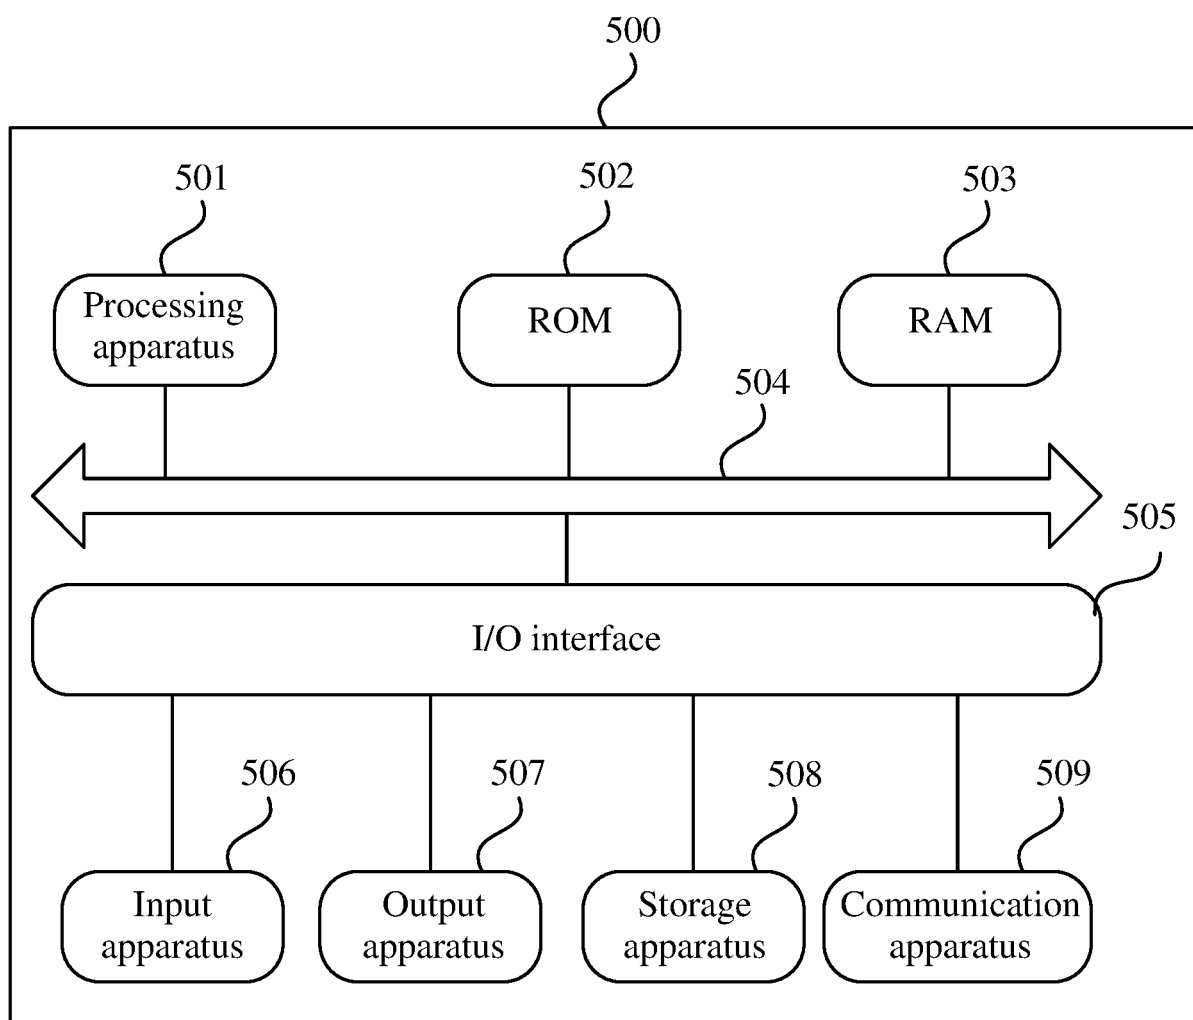 500
501
502
503
Processing
apparatus
ROM
RAM
504
505
I/O interface
506
507
508
509
Input
apparatus
Output
apparatus
Storage
apparatus
Communication
apparatus